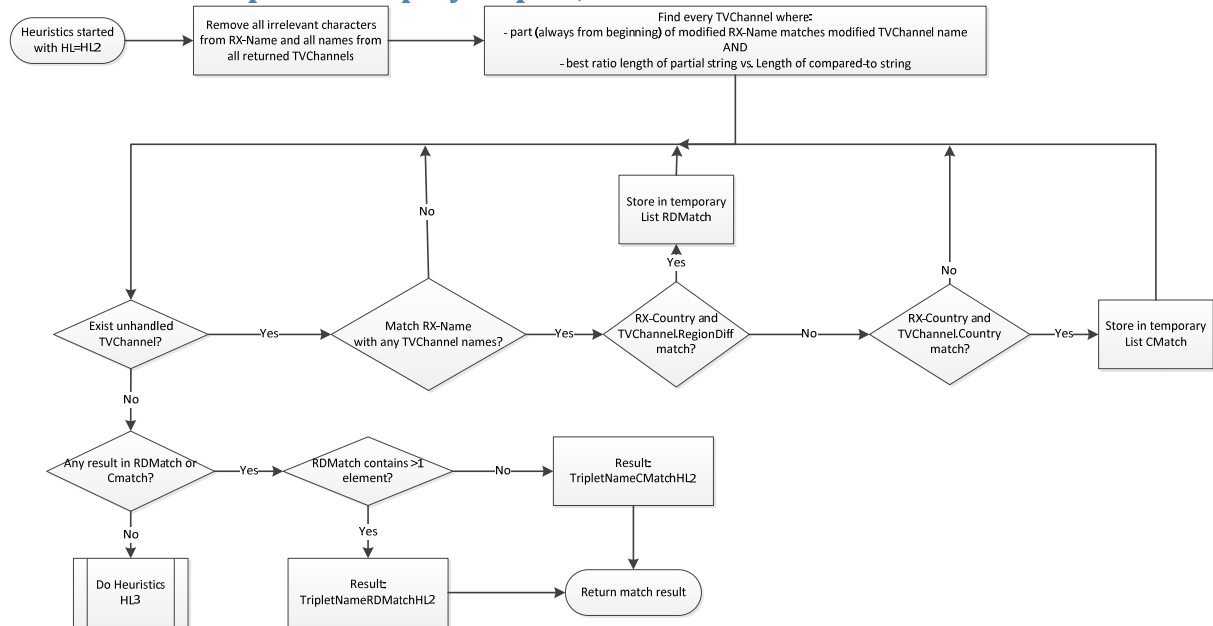 Heuristics started
with HL=HL2
Remove all irrelevant characters
from RX-Name and all names from
all returned TVChannels
Find every TVChannel where:
- part (always from beginning) of modified RX-Name matches modified TVChannel name
AND
- best ratio length of partial string vs. Length of compared-to string
No
Store in temporary
List RDMatch
Yes
No
Exist unhandled
TVChannel?
Yes
Match RX-Name
with any TVChannel names?
Yes
RX-Country and
TVChannel.RegionDiff
match?
No
RX-Country and
TVChannel.Country
match?
Yes
Store in temporary
List CMatch
No
Any result in RDMatch or
Cmatch?
Yes
RDMatch contains >1
element?
No
Result:
TripletNameCMatchHL2
No
Yes
Do Heuristics
HL3
Result:
TripletNameRDMatchHL2
Return match result